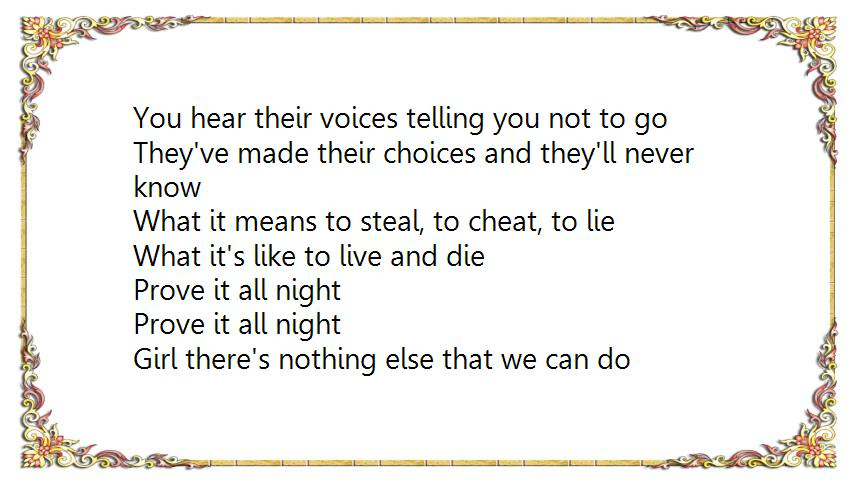 You hear their voices telling you not to go
They've made their choices and they'll never
know
What it means to steal, to cheat, to lie
What it's like to live and die
Prove it all night
Prove it all night
Girl there's nothing else that we can do